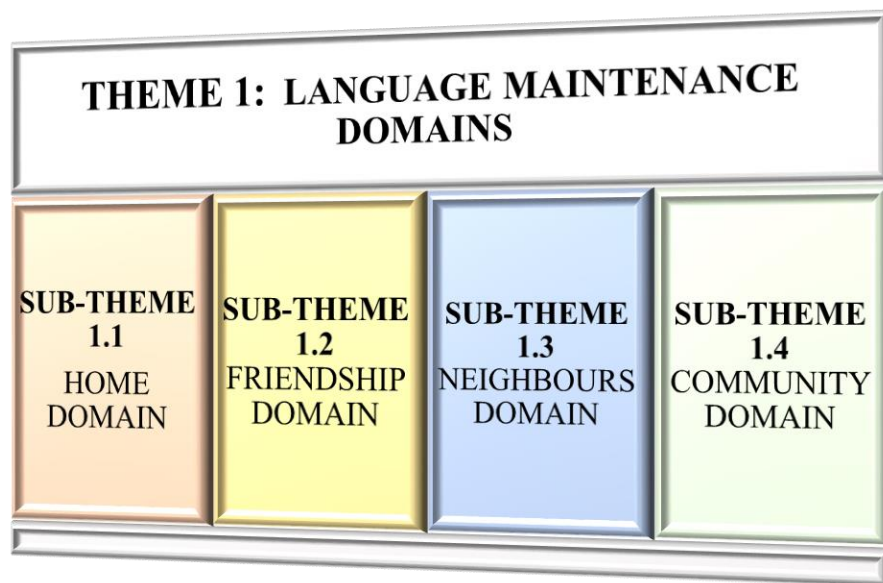 THEME 1: LANGUAGE MAINTENANCE
DOMAINS
SUB-THEME
1.1
HOME
DOMAIN
SUB-THEME
1.2
FRIENDSHIP
DOMAIN
SUB-THEME
1.3
NEIGHBOURS
DOMAIN
SUB-THEME
1.4
COMMUNITY
DOMAIN